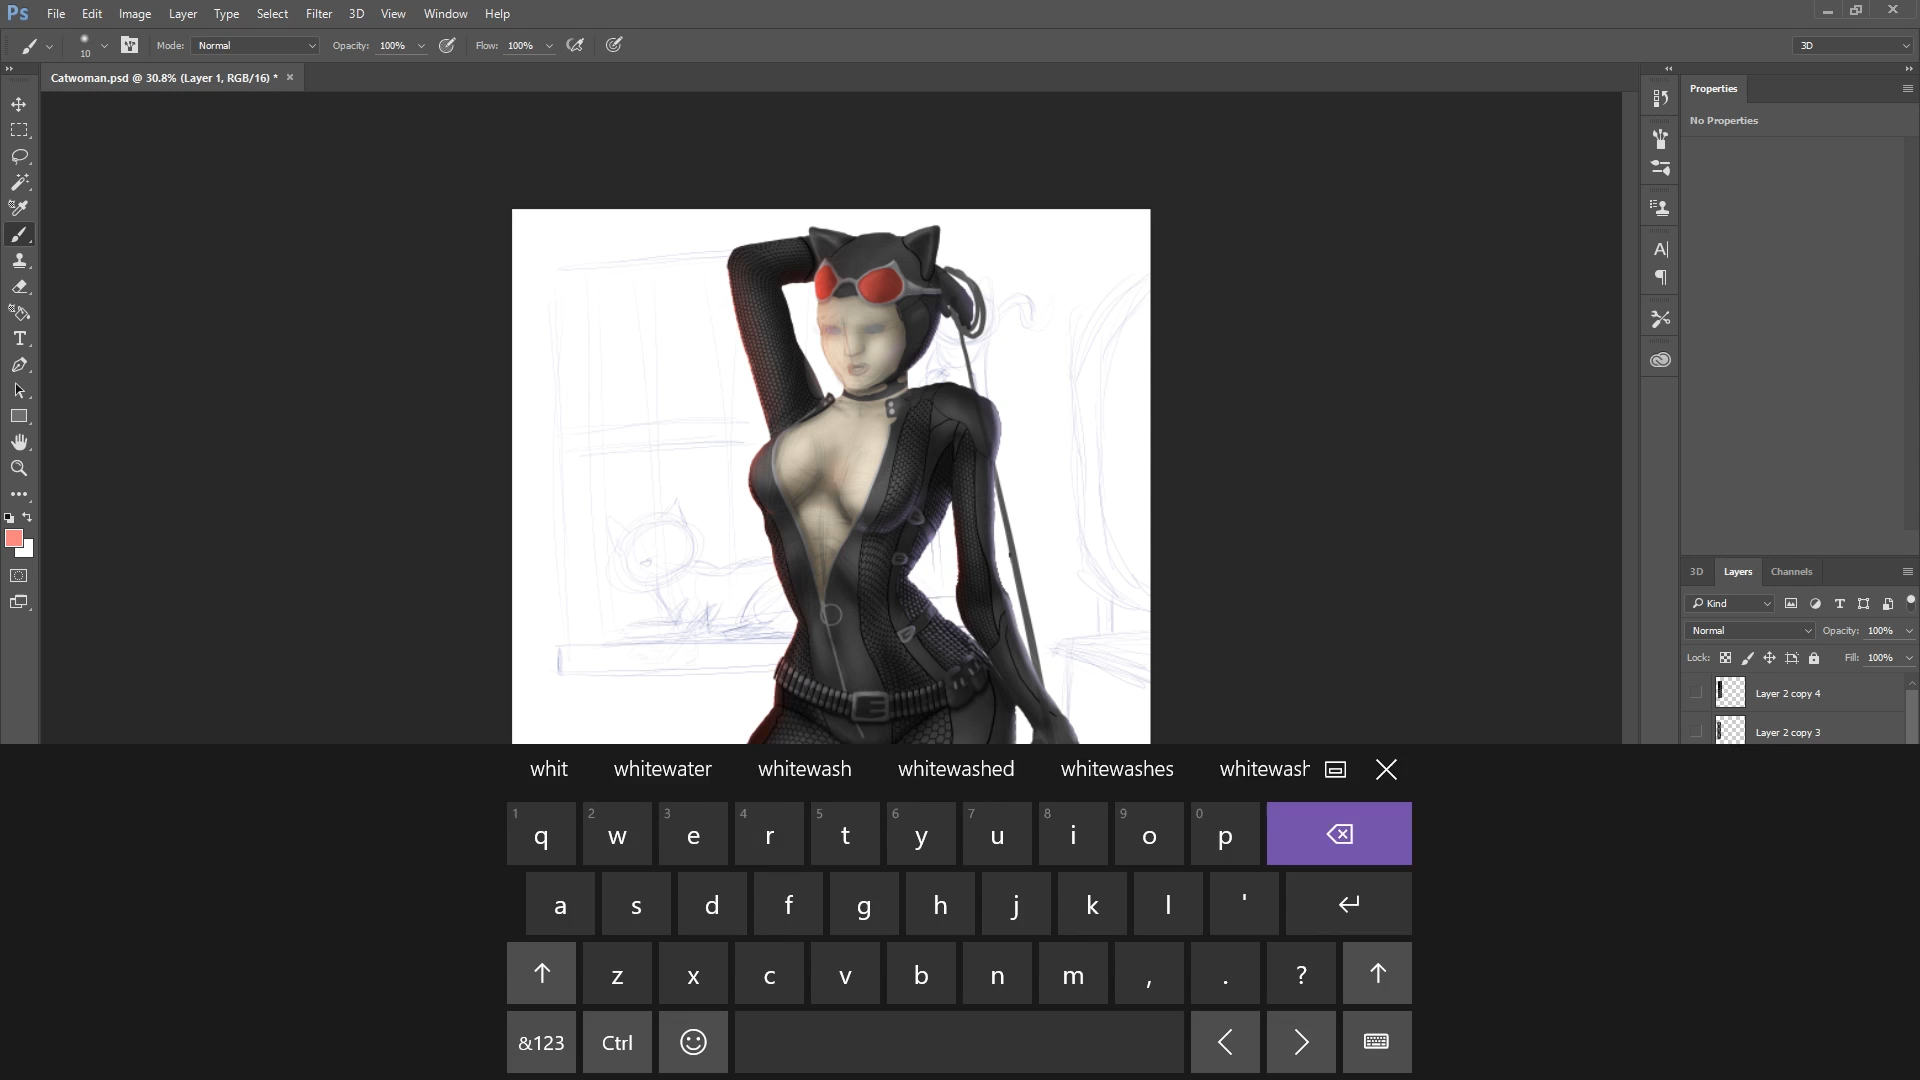 Ps File Edit Image Layer Type Select Filter 3D View Window Help
10 Mode: Normal Opacity: 100% Flow: 100% 3D
Catwoman.psd @ 30.8% (Layer 1, RGB/16) * ×
Properties
No Properties
3D Layers Channels
Kind
Normal Opacity: 100%
Lock: Fill: 100%
Layer 2 copy 4
Layer 2 copy 3
whit whitewater whitewash whitewashed whitewashes whitewash
1 2 3 4 5 6 7 8 9 0
q w e r t y u i o p
a s d f g h j k l '
z x c v b n m , . ?
&123 Ctrl